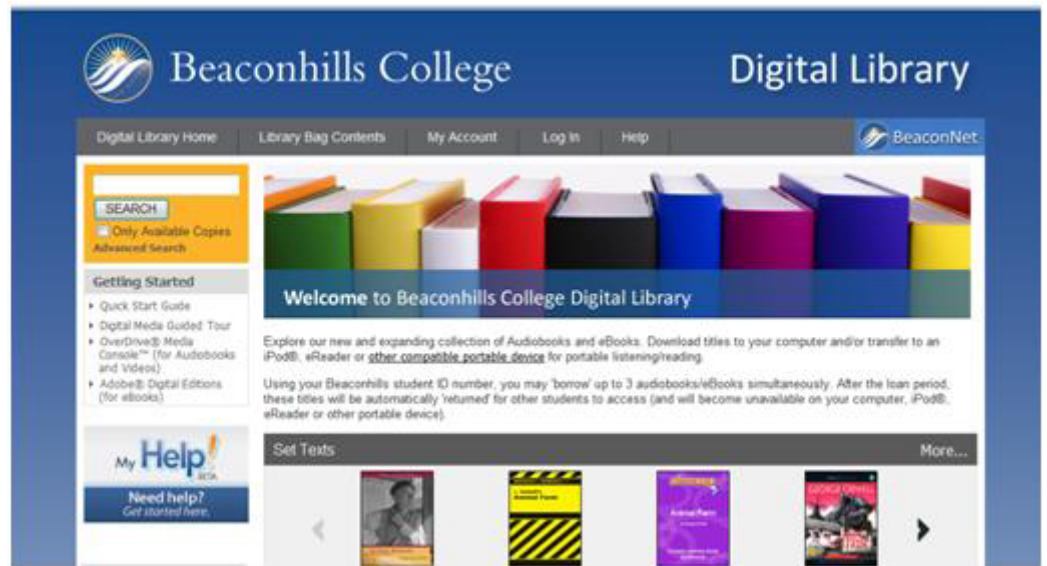 Beaconhills College
Digital Library
Digital Library Home
Library Bag Contents
My Account
Log In
Help
BeaconNet
SEARCH
Only Available Copies
Advanced Search
Getting Started
Quick Start Guide
Digital Media Guided Tour
OverDrive® Media
Console™ (for Audiobooks
and Videos)
Adobe® Digital Editions
(for eBooks)
My Help!
BETA
Need help?
Get started here.
Welcome to Beaconhills College Digital Library
Explore our new and expanding collection of Audiobooks and eBooks. Download titles to your computer and/or transfer to an
iPod®, eReader or other compatible portable device for portable listening/reading.
Using your Beaconhills student ID number, you may 'borrow' up to 3 audiobooks/eBooks simultaneously. After the loan period,
these titles will be automatically 'returned' for other students to access (and will become unavailable on your computer, iPod®,
eReader or other portable device).
Set Texts
More...
Animal Farm
Animal Farm
GEORGE ORWELL